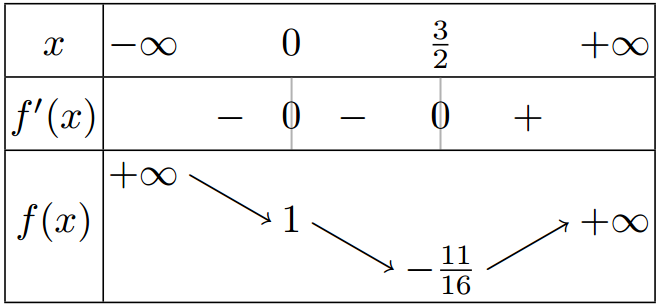 x −∞ 0 3/2 +∞
f′(x) − 0 − 0 +
f(x) +∞ 1 −11/16 +∞